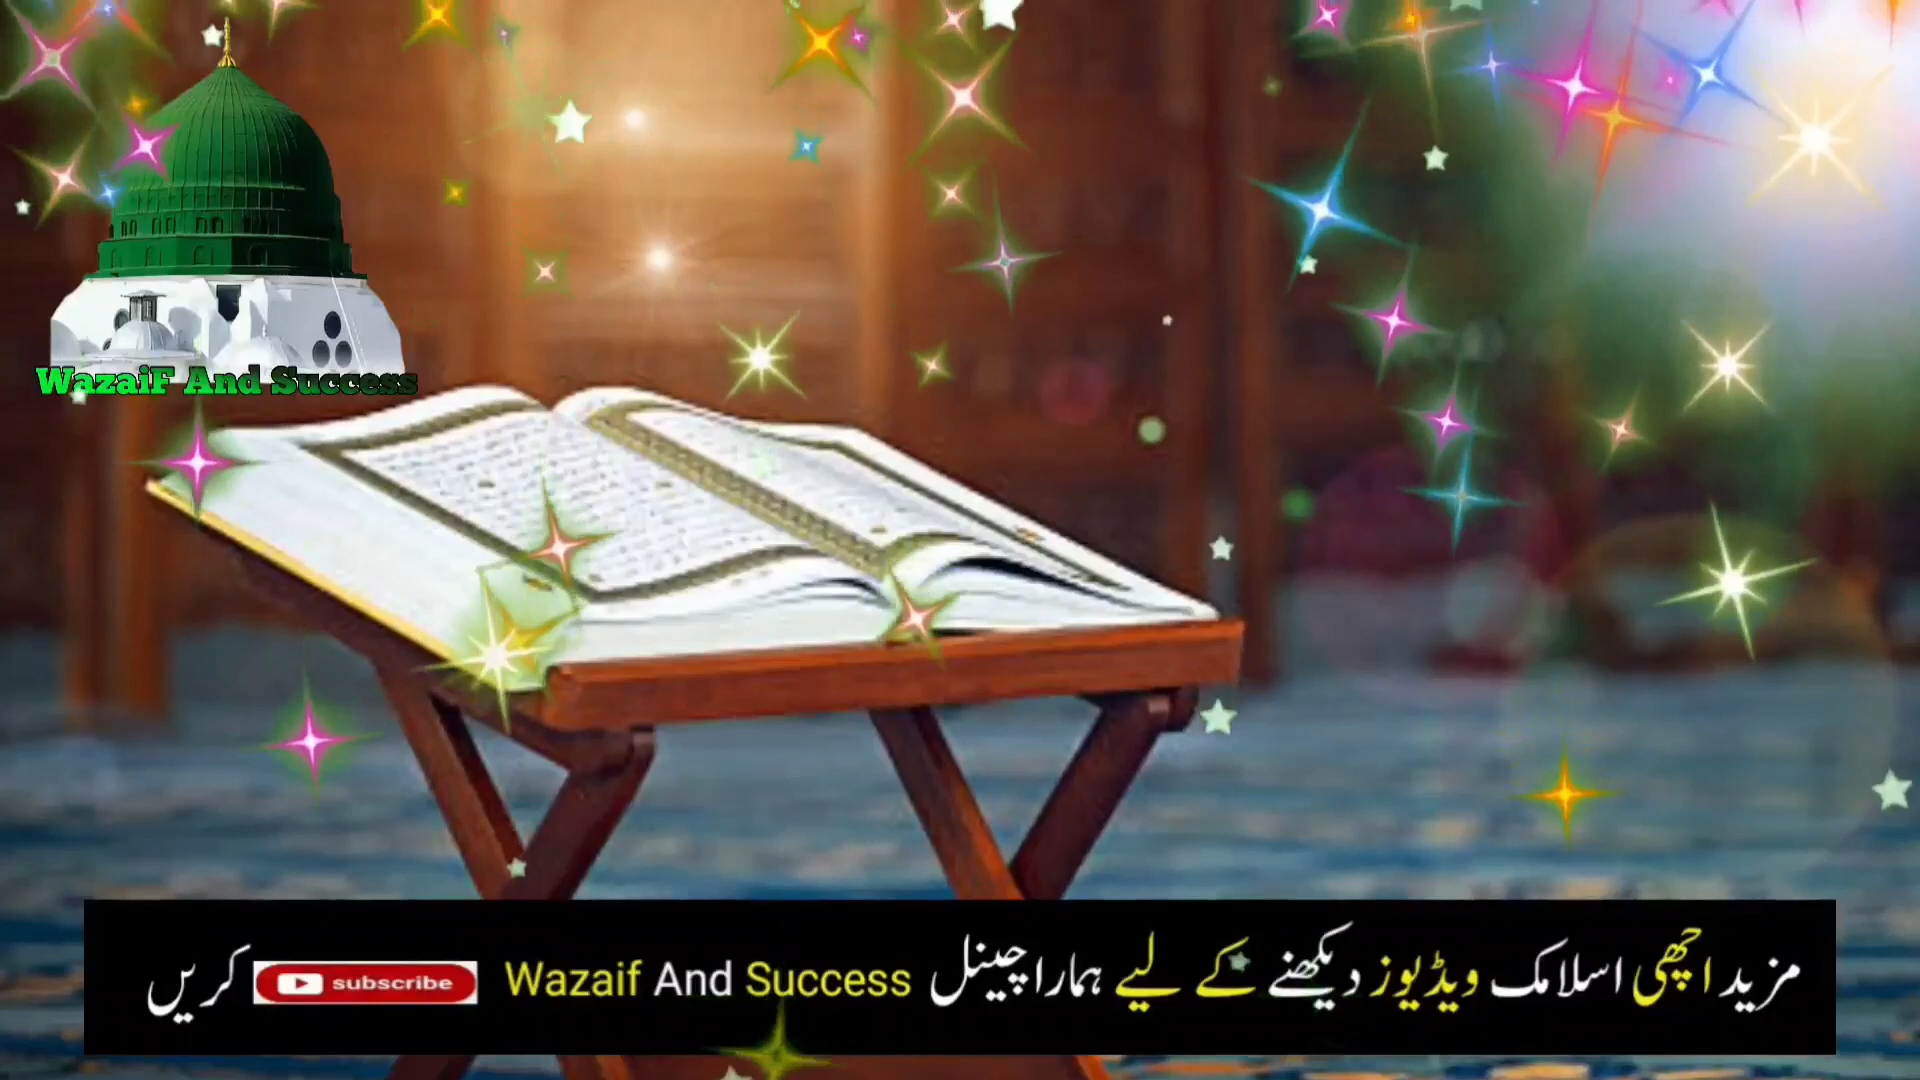 WazaiF And Success
مزید اچھی اسلامک ویڈیوز دیکھنے کے لیے ہمارا چینل Wazaif And Success subscribe کریں